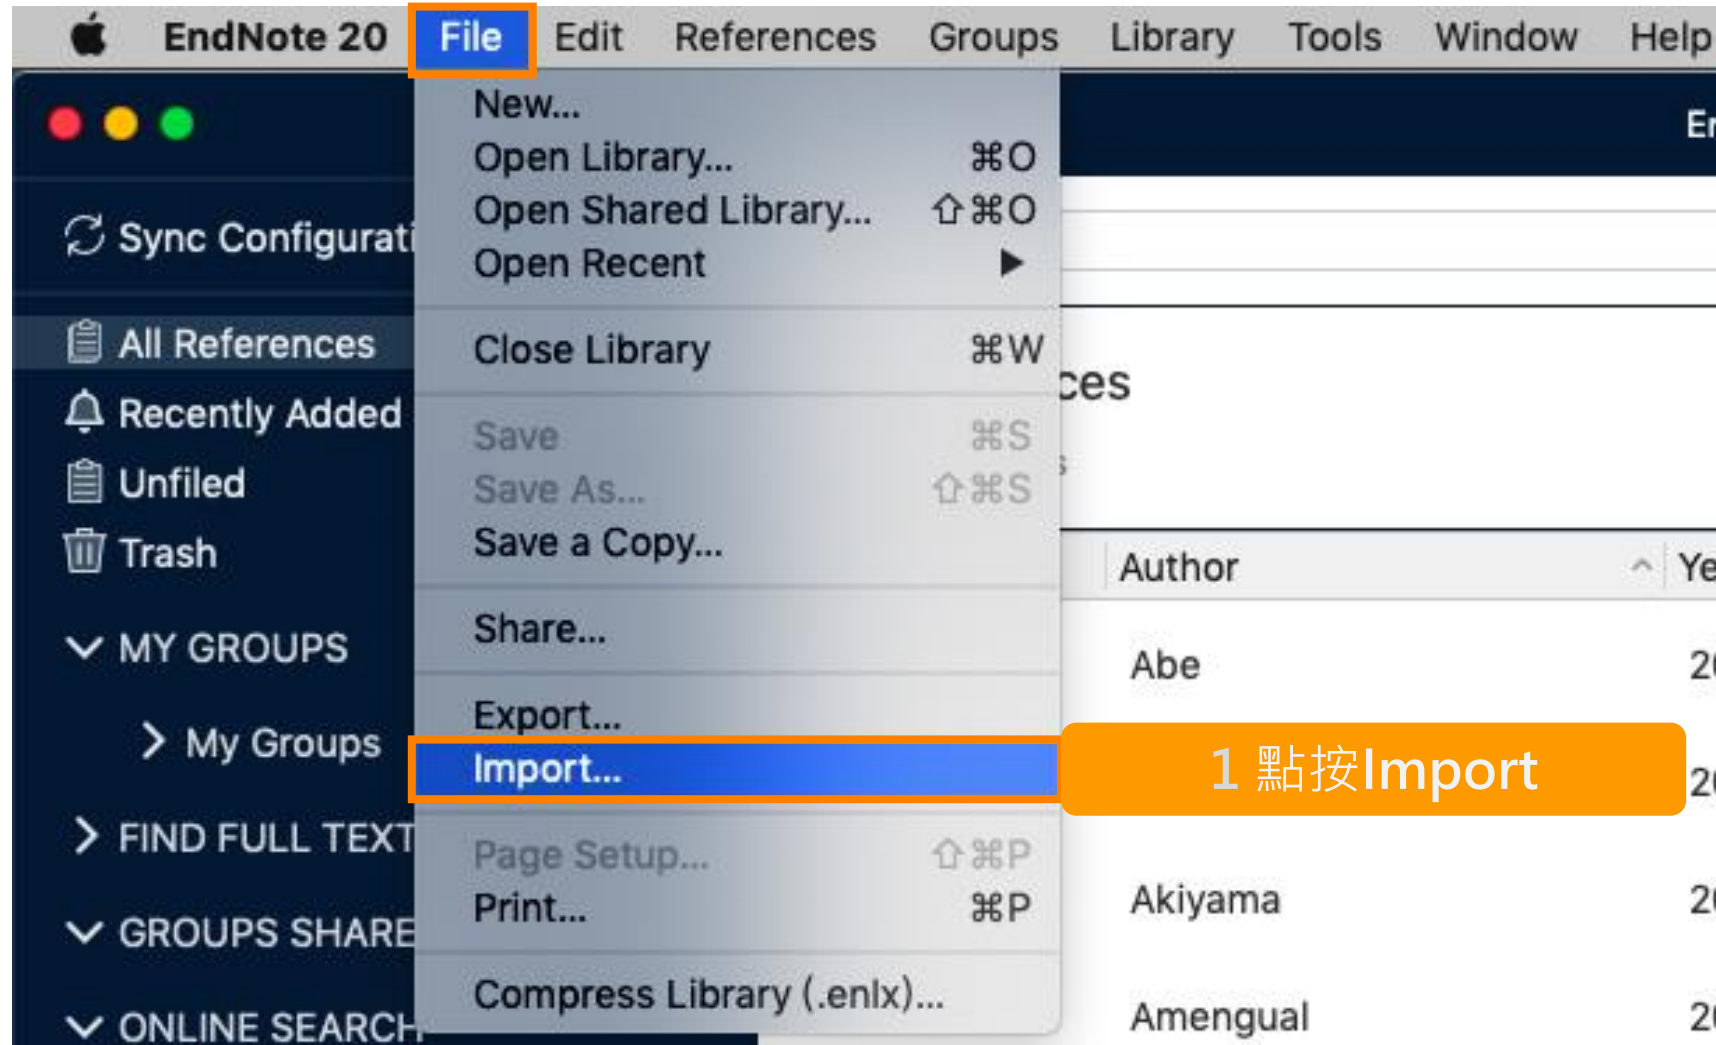 EndNote 20 File Edit References Groups Library Tools Window Help
New...
Open Library... ⌘O
Open Shared Library... ⇧⌘O
Open Recent ▶
Sync Configurati
All References
Close Library ⌘W
ces
Recently Added
Save ⌘S
Save As... ⇧⌘S
Unfiled
Save a Copy...
Trash
Author
Share...
MY GROUPS
Abe
Export...
My Groups
Import...
1 點按Import
FIND FULL TEXT
Page Setup... ⇧⌘P
Print... ⌘P
Akiyama
GROUPS SHARE
Compress Library (.enlx)...
ONLINE SEARCH
Amengual